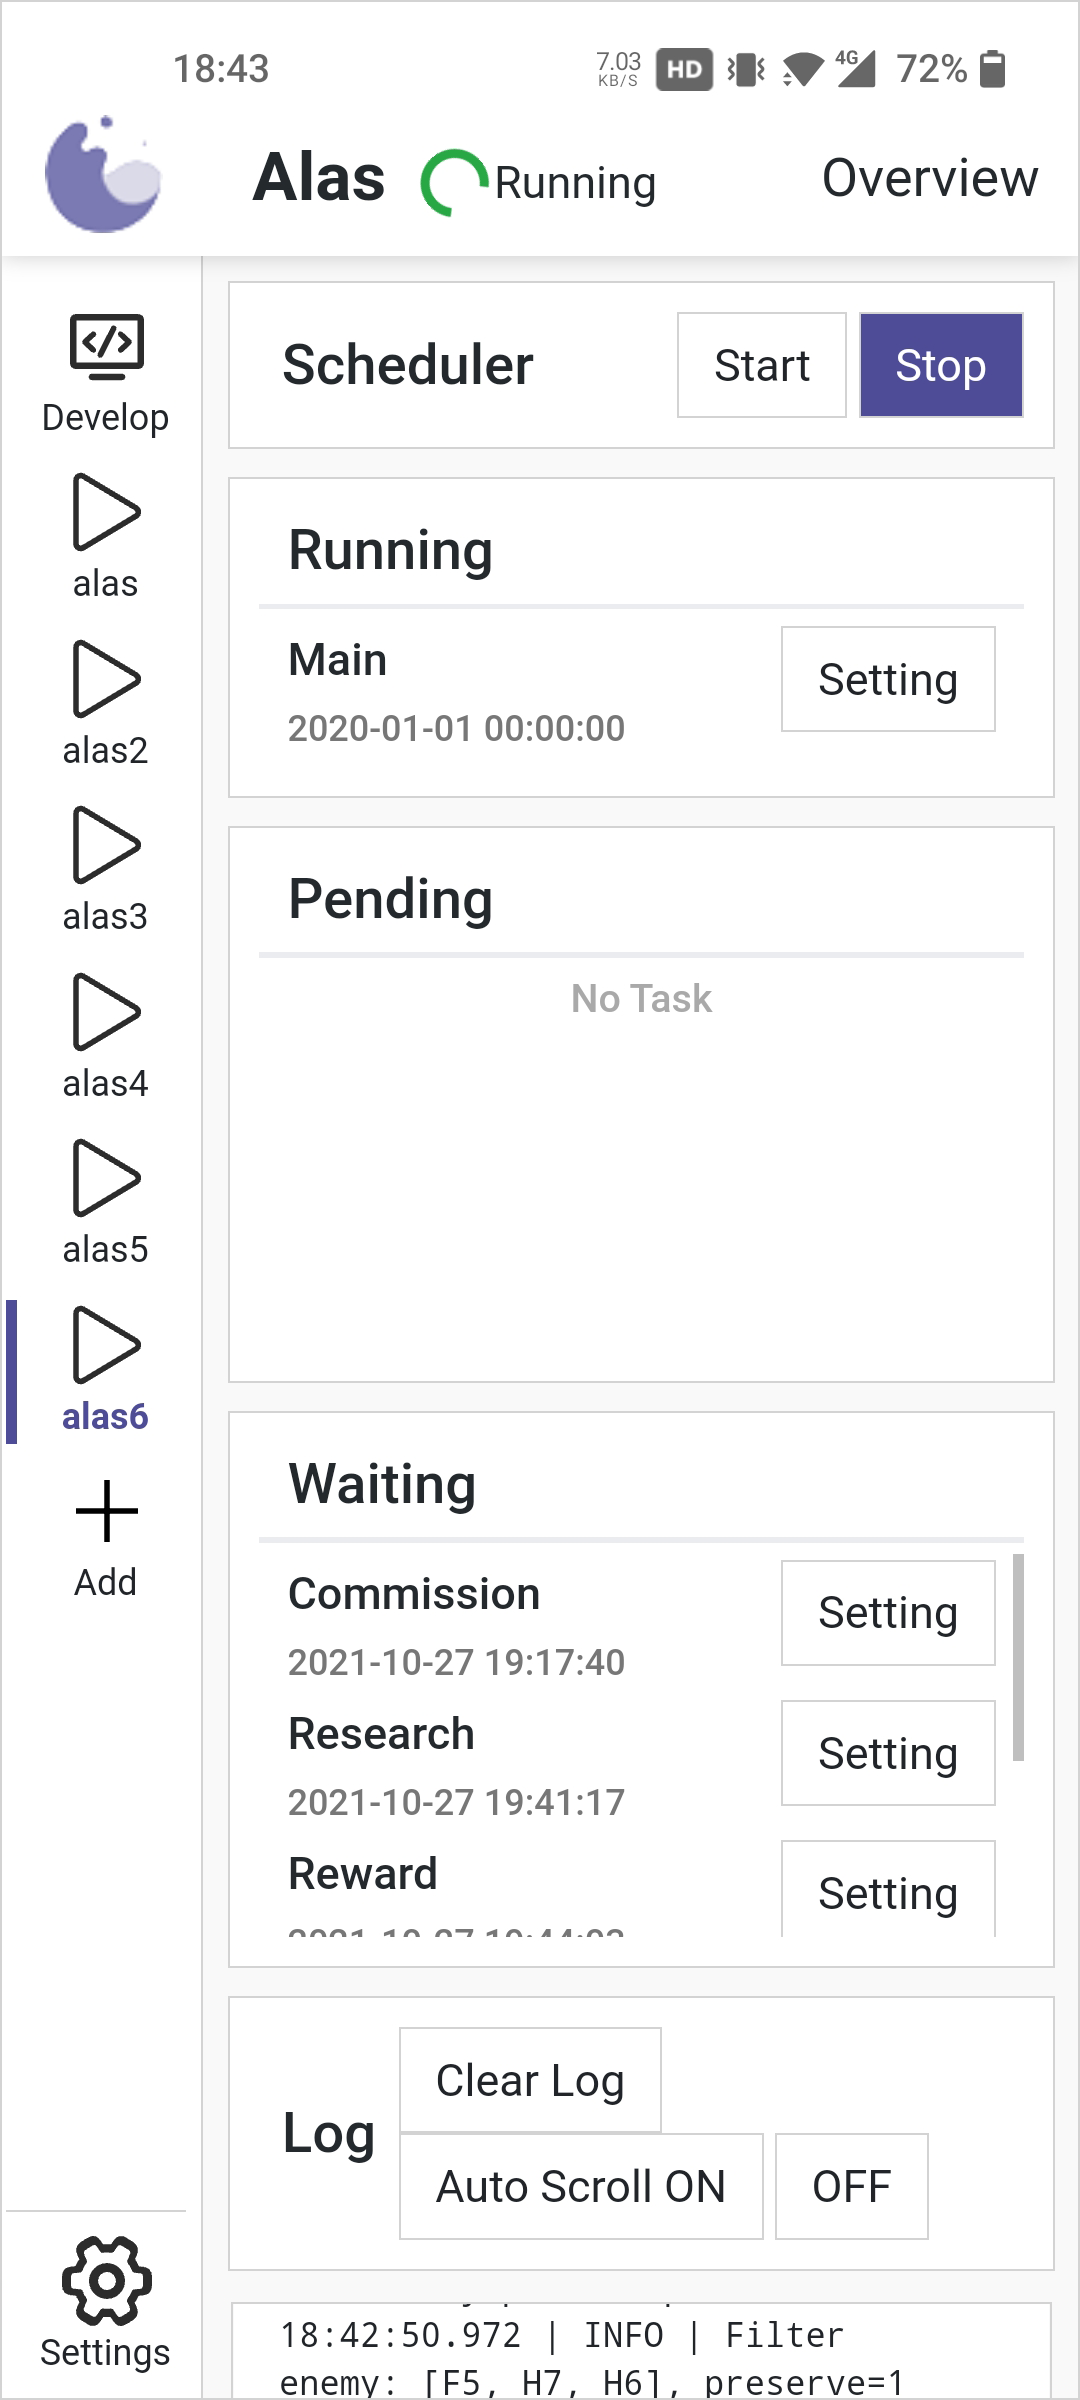 18:43
7.03
KB/S
HD
4G
72%
Alas
Running
Overview
Develop
alas
alas2
alas3
alas4
alas5
alas6
Add
Settings
Scheduler
Start
Stop
Running
Main
Setting
2020-01-01 00:00:00
Pending
No Task
Waiting
Commission
Setting
2021-10-27 19:17:40
Research
Setting
2021-10-27 19:41:17
Reward
Setting
Log
Clear Log
Auto Scroll ON
OFF
18:42:50.972 | INFO | Filter
enemy: [F5, H7, H6], preserve=1